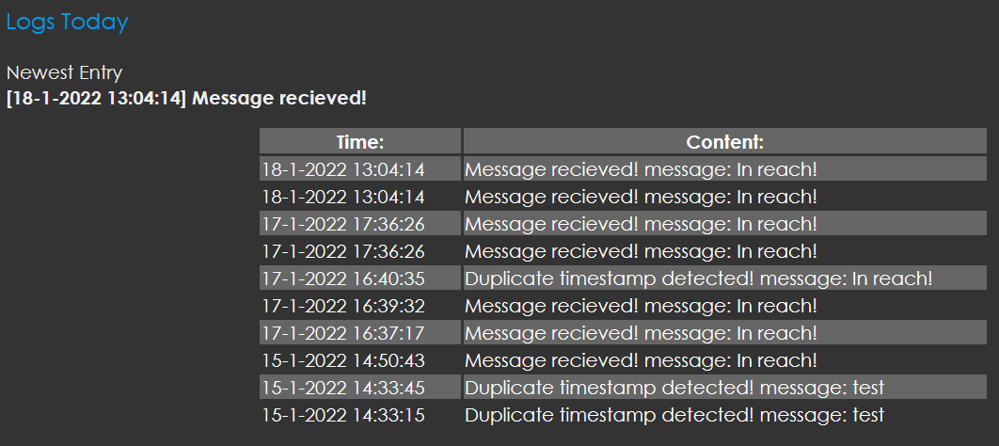 Logs Today
Newest Entry
[18-1-2022 13:04:14] Message recieved!
Time: Content:
18-1-2022 13:04:14 Message recieved! message: In reach!
18-1-2022 13:04:14 Message recieved! message: In reach!
17-1-2022 17:36:26 Message recieved! message: In reach!
17-1-2022 17:36:26 Message recieved! message: In reach!
17-1-2022 16:40:35 Duplicate timestamp detected! message: In reach!
17-1-2022 16:39:32 Message recieved! message: In reach!
17-1-2022 16:37:17 Message recieved! message: In reach!
15-1-2022 14:50:43 Message recieved! message: In reach!
15-1-2022 14:33:45 Duplicate timestamp detected! message: test
15-1-2022 14:33:15 Duplicate timestamp detected! message: test